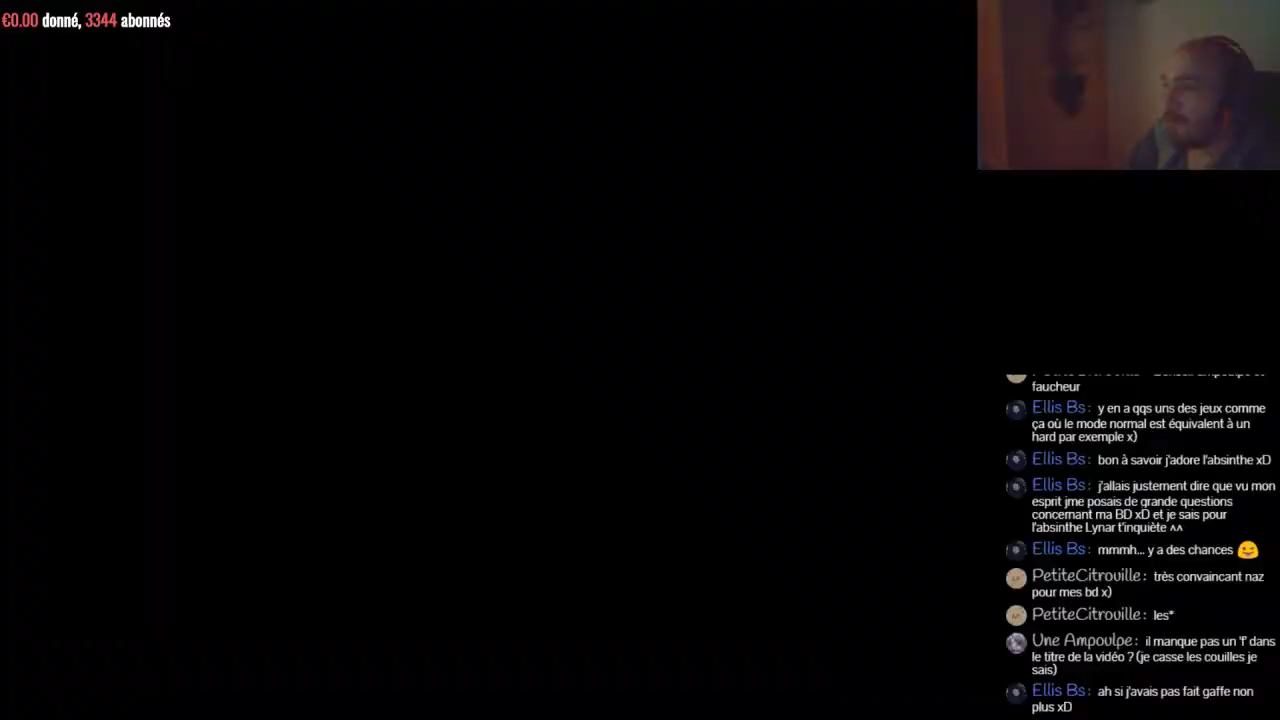 €0.00 donné, 3344 abonnés
faucheur
Ellis Bs: y en a qqs uns des jeux comme
ça où le mode normal est équivalent à un
hard par exemple x)
Ellis Bs: bon à savoir j'adore l'absinthe xD
Ellis Bs: j'allais justement dire que vu mon
esprit jme posais de grande questions
concernant ma BD xD et je sais pour
l'absinthe Lynar t'inquiète ^^
Ellis Bs: mmmh... y a des chances 😄
PetiteCitrouille: très convaincant naz
pour mes bd x)
PetiteCitrouille: les*
Une Ampoulpe: il manque pas un 'f' dans
le titre de la vidéo ? (je casse les couilles je
sais)
Ellis Bs: ah si j'avais pas fait gaffe non
plus xD